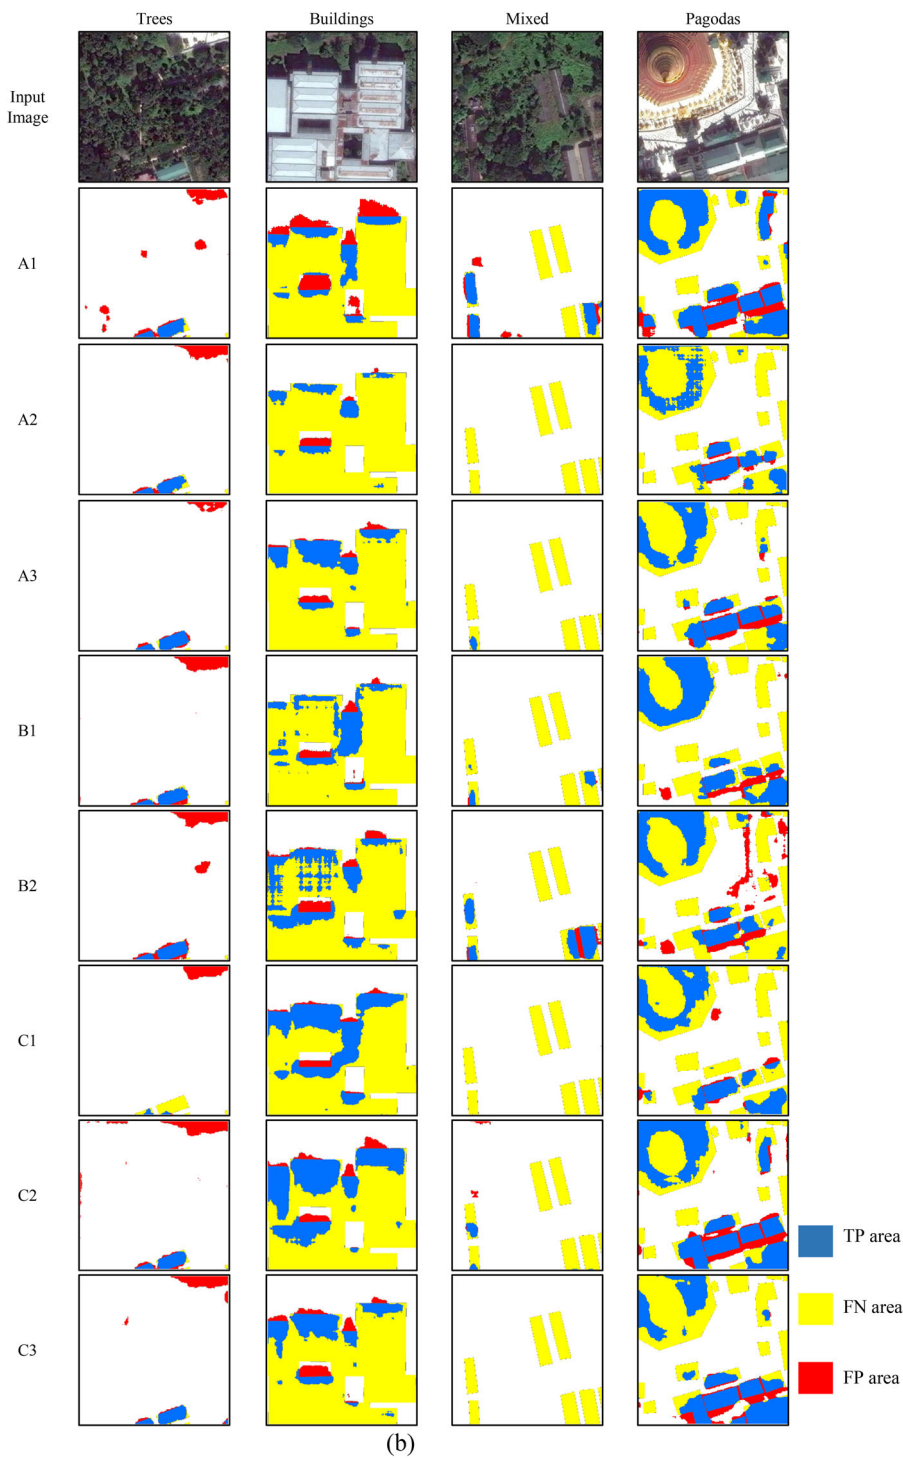 Trees Buildings Mixed Pagodas
Input
Image
A1
A2
A3
B1
B2
C1
C2
TP area
FN area
C3
FP area
(b)